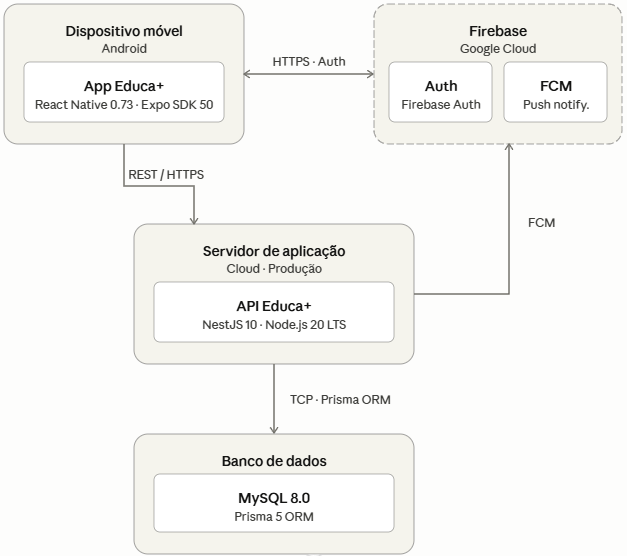 Dispositivo móvel
Android
App Educa+
React Native 0.73 · Expo SDK 50
HTTPS · Auth
Firebase
Google Cloud
Auth
Firebase Auth
FCM
Push notify.
REST / HTTPS
FCM
Servidor de aplicação
Cloud · Produção
API Educa+
NestJS 10 · Node.js 20 LTS
TCP · Prisma ORM
Banco de dados
MySQL 8.0
Prisma 5 ORM